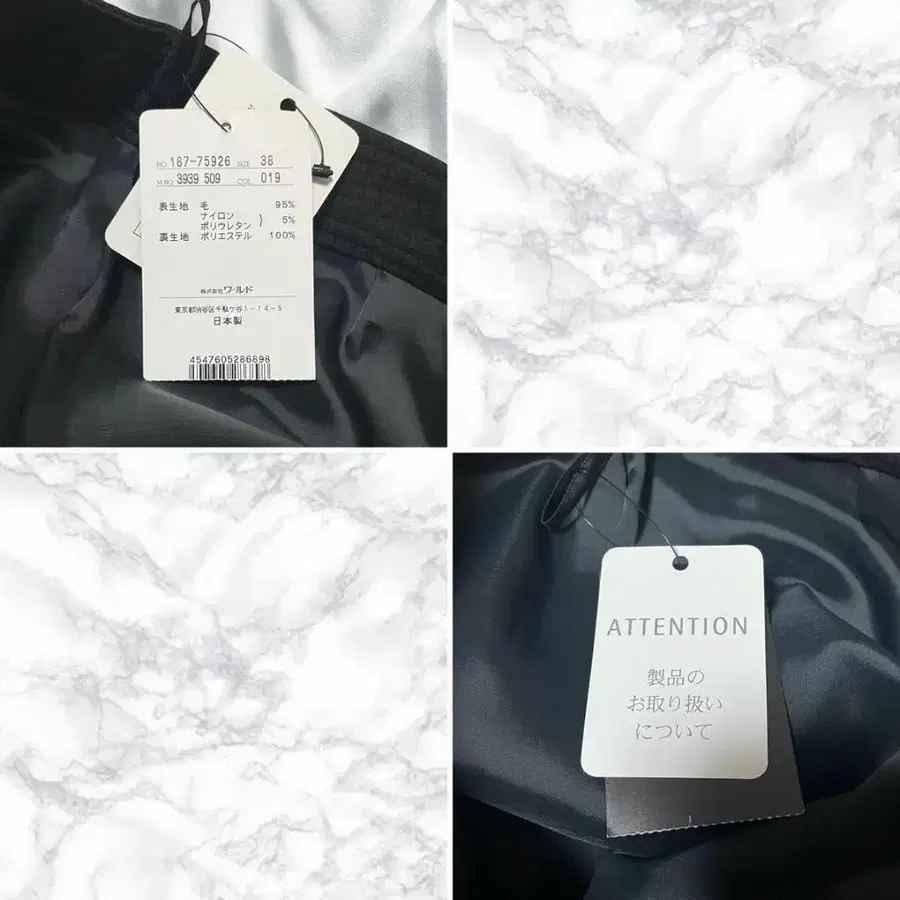 NO. 187-75926 SIZE 38
M.NO. 3939 509 COL. 019
表生地 毛 95%
ナイロン
ポリウレタン } 5%
裏生地 ポリエステル 100%
株式会社ワールド
東京都渋谷区千駄ケ谷1-14-5
日本製
4547605286898
ATTENTION
製品の
お取り扱い
について